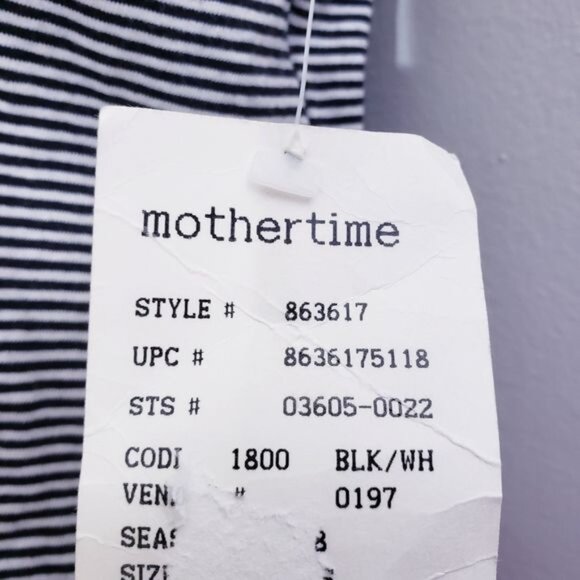 mothertime
STYLE # 863617
UPC # 8636175118
STS # 03605-0022
1800 BLK/WH
# 0197